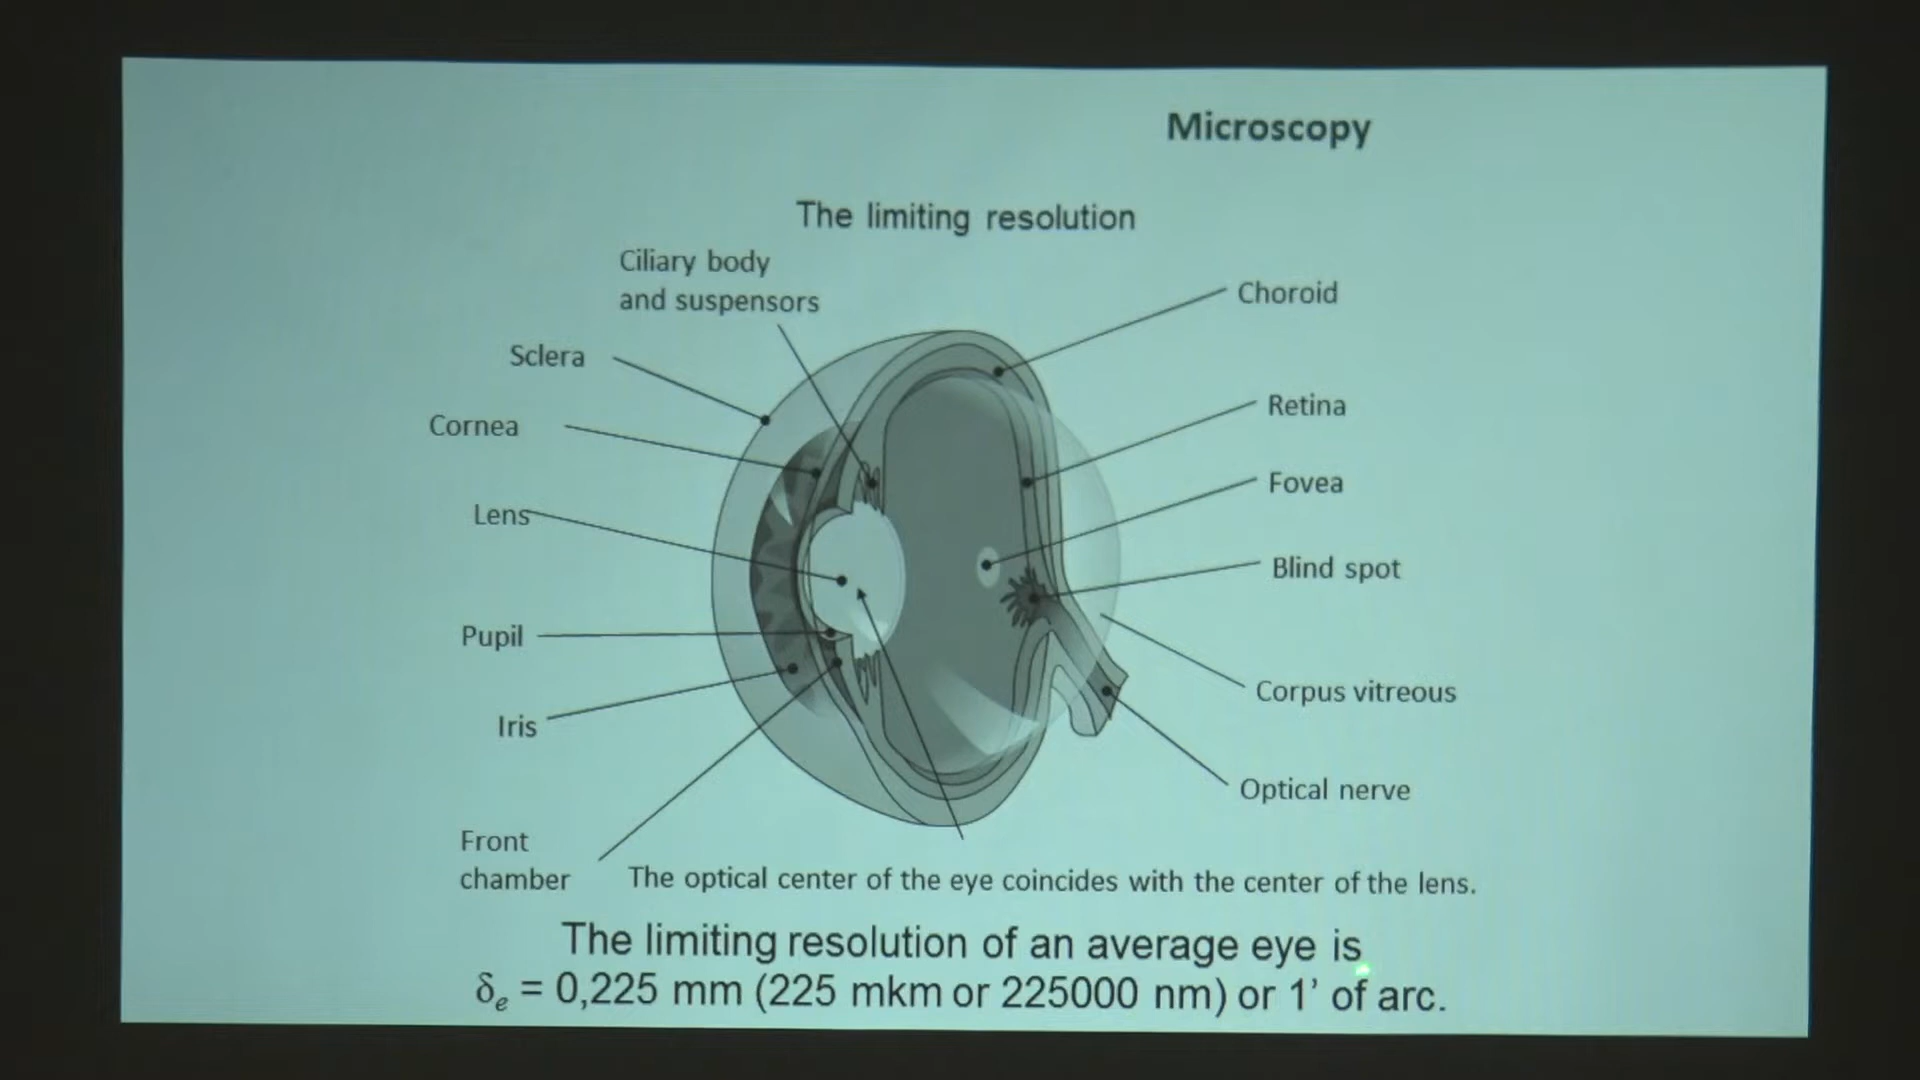 Microscopy
The limiting resolution
Ciliary body
and suspensors
Choroid
Sclera
Retina
Cornea
Fovea
Lens
Blind spot
Pupil
Corpus vitreous
Iris
Optical nerve
Front
chamber
The optical center of the eye coincides with the center of the lens.
The limiting resolution of an average eye is
δₑ = 0,225 mm (225 mkm or 225000 nm) or 1’ of arc.